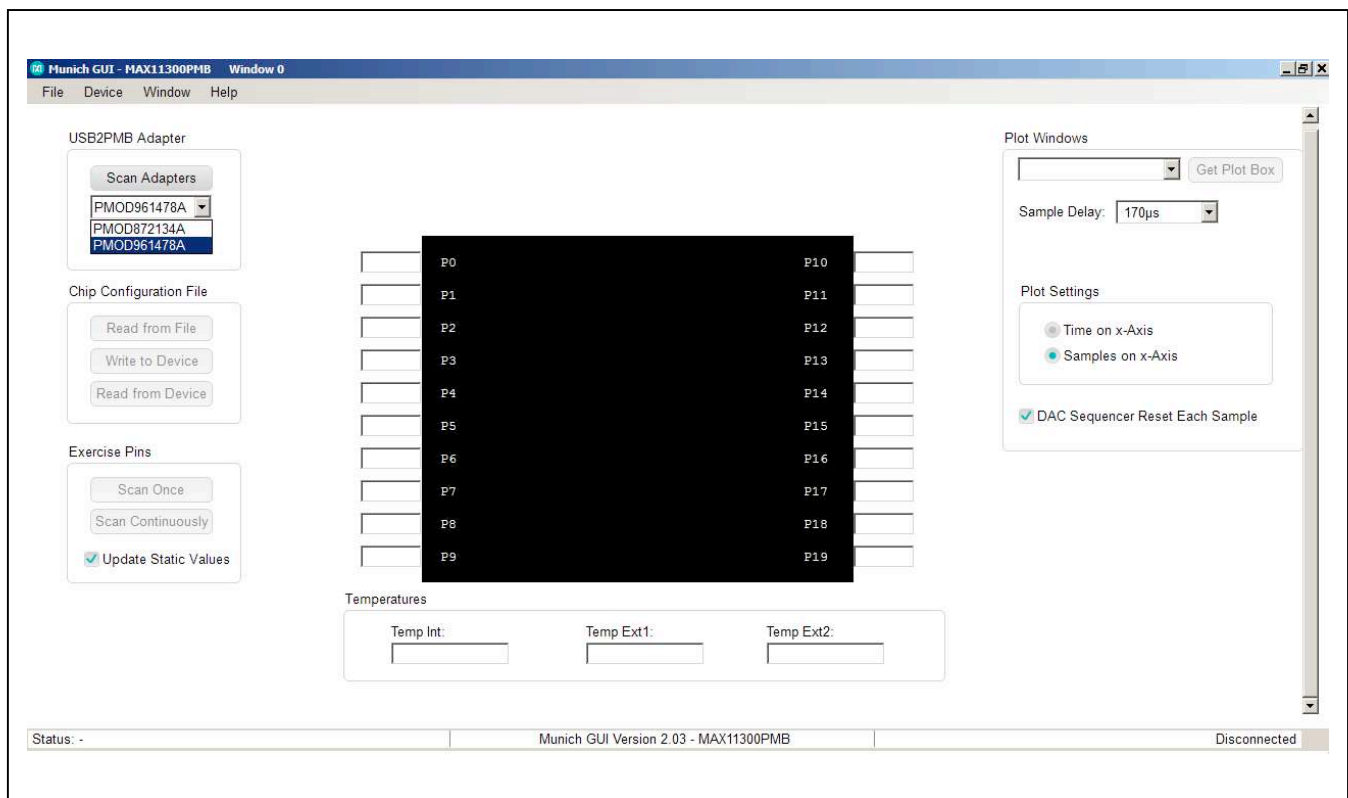 Munich GUI - MAX11300PMB Window 0
File Device Window Help
USB2PMB Adapter
Scan Adapters
PMOD961478A
PMOD872134A
PMOD961478A
Chip Configuration File
Read from File
Write to Device
Read from Device
Exercise Pins
Scan Once
Scan Continuously
Update Static Values
P0 P10
P1 P11
P2 P12
P3 P13
P4 P14
P5 P15
P6 P16
P7 P17
P8 P18
P9 P19
Temperatures
Temp Int: Temp Ext1: Temp Ext2:
Plot Windows
Get Plot Box
Sample Delay: 170µs
Plot Settings
Time on x-Axis
Samples on x-Axis
DAC Sequencer Reset Each Sample
Status: - Munich GUI Version 2.03 - MAX11300PMB Disconnected